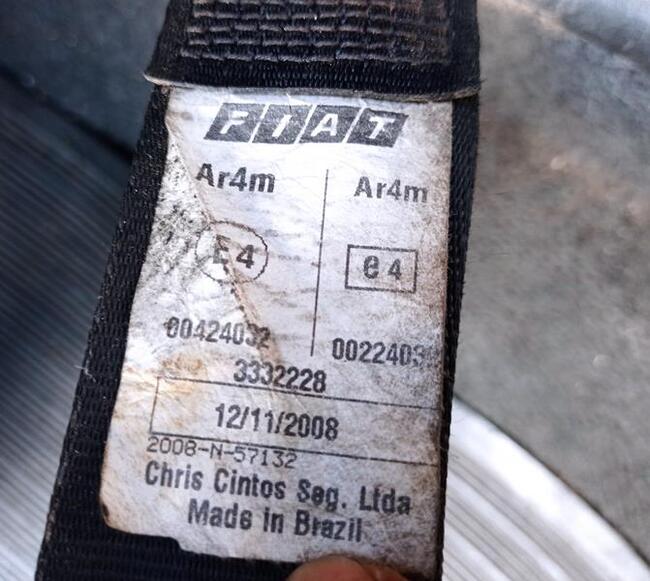 FIAT
Ar4m Ar4m
E4 e4
00424032 0022403
3332228
12/11/2008
2008-N-57132
Chris Cintos Seg. Ltda
Made in Brazil